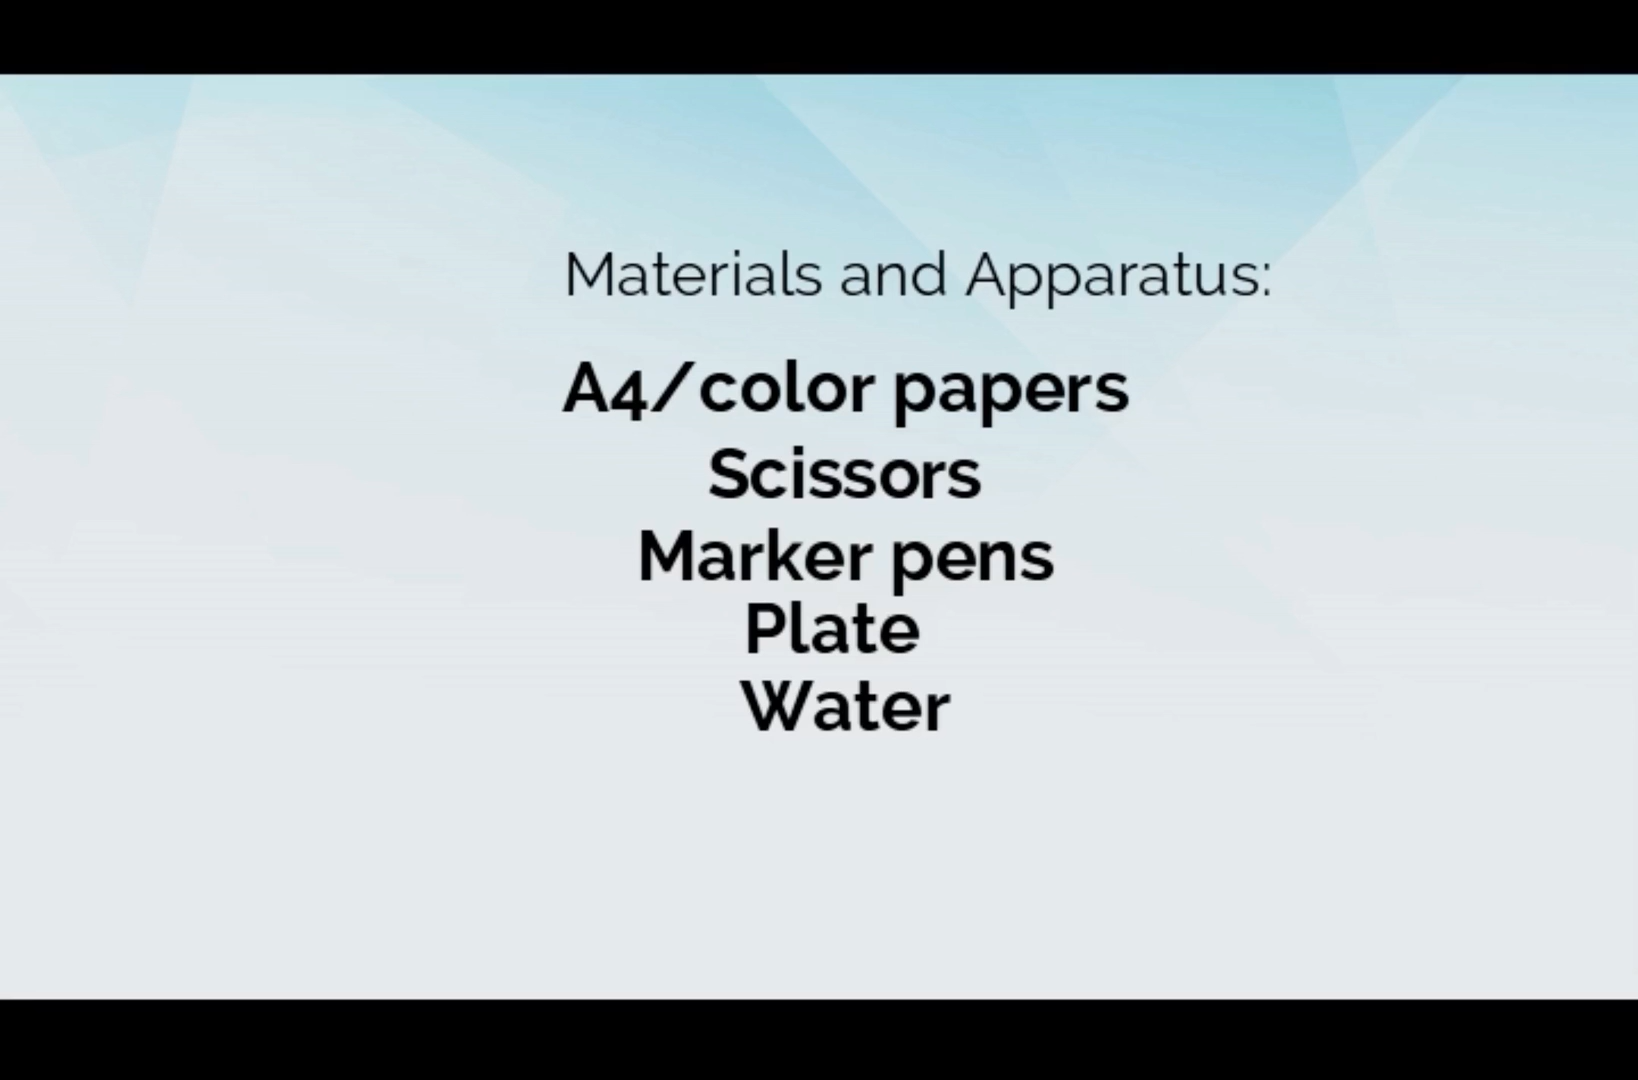 Materials and Apparatus:
A4/color papers
Scissors
Marker pens
Plate
Water